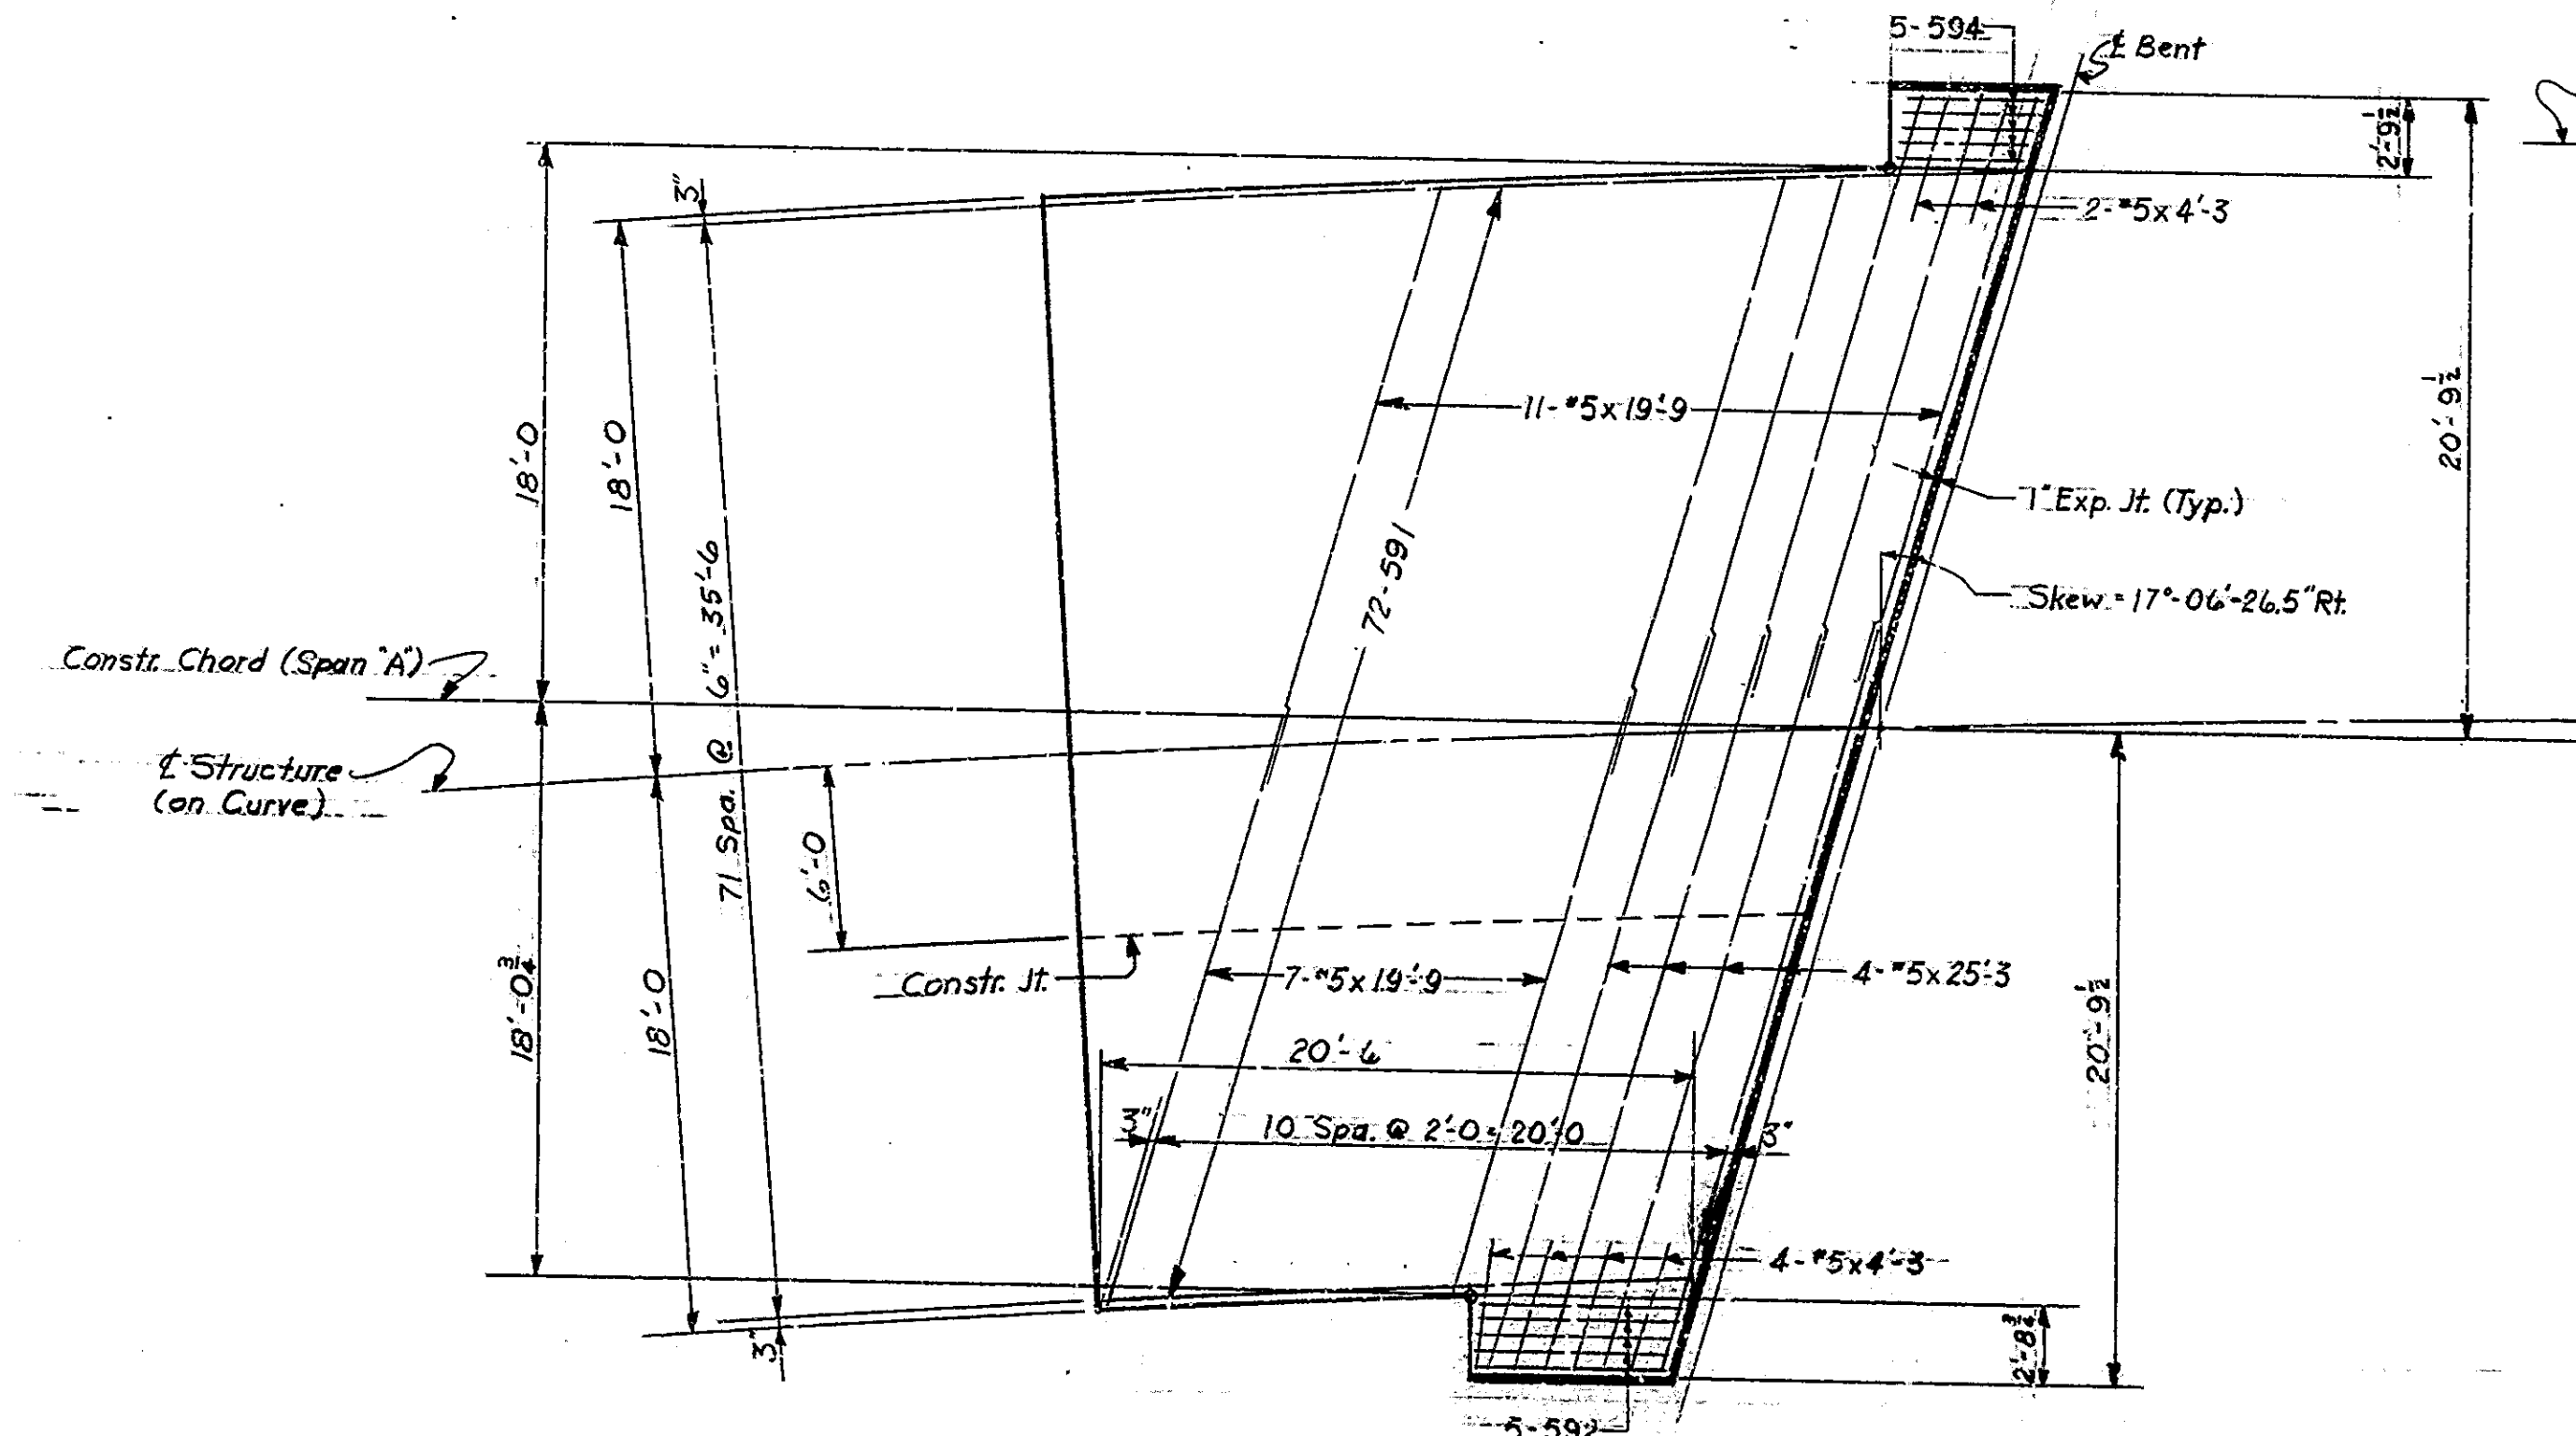 5-594
℄ Bent
2'-9½
3"
2-#5x4'-3
18'-0
18'-0
11-#5x19'-9
20'-9½
1" Exp. Jt. (Typ.)
72-591
71 Spa. @ 6" = 35'-6
Skew = 17°-06'-26.5" Rt.
Constr. Chord (Span "A")
℄ Structure
(on Curve)
6'-0
Constr. Jt.
7-#5x19'-9
4-#5x25'-3
18'-0¾
18'-0
20'-9½
20'-6
3"
10 Spa. @ 2'-0 = 20'-0
3"
4-#5x4'-3
3"
2'-8¾
5-592